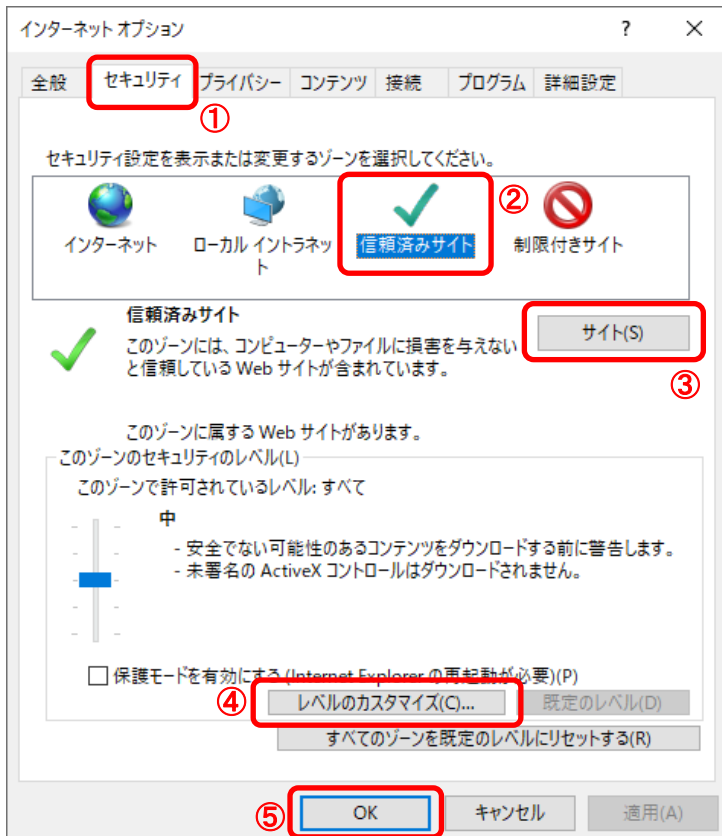 インターネット オプション
?
×
全般 セキュリティ プライバシー コンテンツ 接続 プログラム 詳細設定
①
セキュリティ設定を表示または変更するゾーンを選択してください。
②
インターネット
ローカル イントラネッ
ト
信頼済みサイト
制限付きサイト
信頼済みサイト
サイト(S)
このゾーンには、コンピューターやファイルに損害を与えない
と信頼している Web サイトが含まれています。
③
このゾーンに属する Web サイトがあります。
このゾーンのセキュリティのレベル(L)
このゾーンで許可されているレベル: すべて
中
- 安全でない可能性のあるコンテンツをダウンロードする前に警告します。
- 未署名の ActiveX コントロールはダウンロードされません。
保護モードを有効にする (Internet Explorer の再起動が必要)(P)
④
レベルのカスタマイズ(C)... 既定のレベル(D)
すべてのゾーンを既定のレベルにリセットする(R)
⑤
OK キャンセル 適用(A)